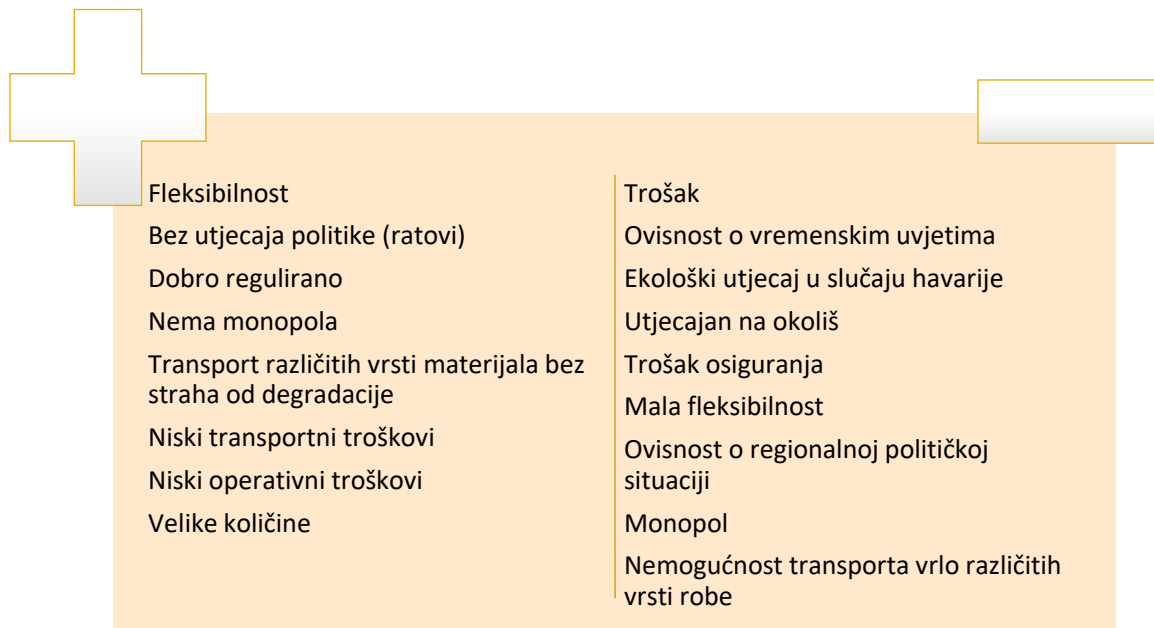 Fleksibilnost
Bez utjecaja politike (ratovi)
Dobro regulirano
Nema monopola
Transport različitih vrsti materijala bez
straha od degradacije
Niski transportni troškovi
Niski operativni troškovi
Velike količine
Trošak
Ovisnost o vremenskim uvjetima
Ekološki utjecaj u slučaju havarije
Utjecajan na okoliš
Trošak osiguranja
Mala fleksibilnost
Ovisnost o regionalnoj političkoj
situaciji
Monopol
Nemogućnost transporta vrlo različitih
vrsti robe